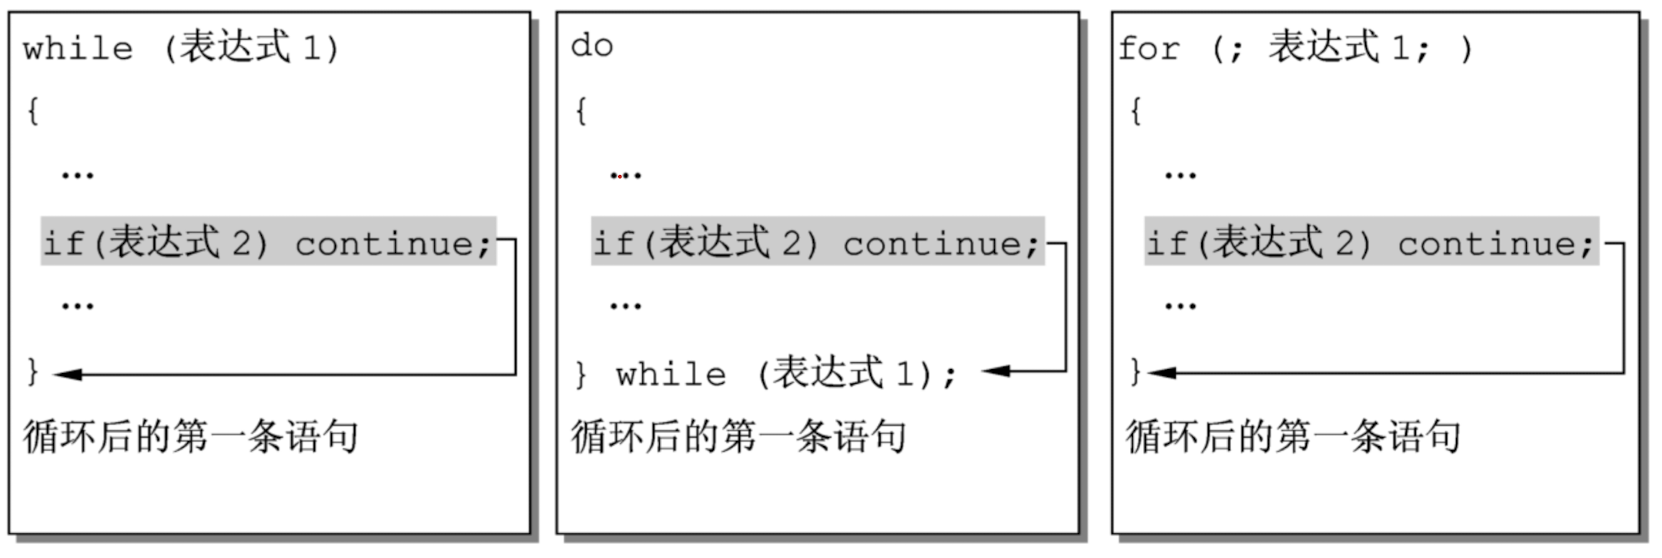 while (表达式 1)
{
...
if(表达式 2) continue;
...
}
循环后的第一条语句
do
{
...
if(表达式 2) continue;
...
} while (表达式 1);
循环后的第一条语句
for (; 表达式 1; )
{
...
if(表达式 2) continue;
...
}
循环后的第一条语句